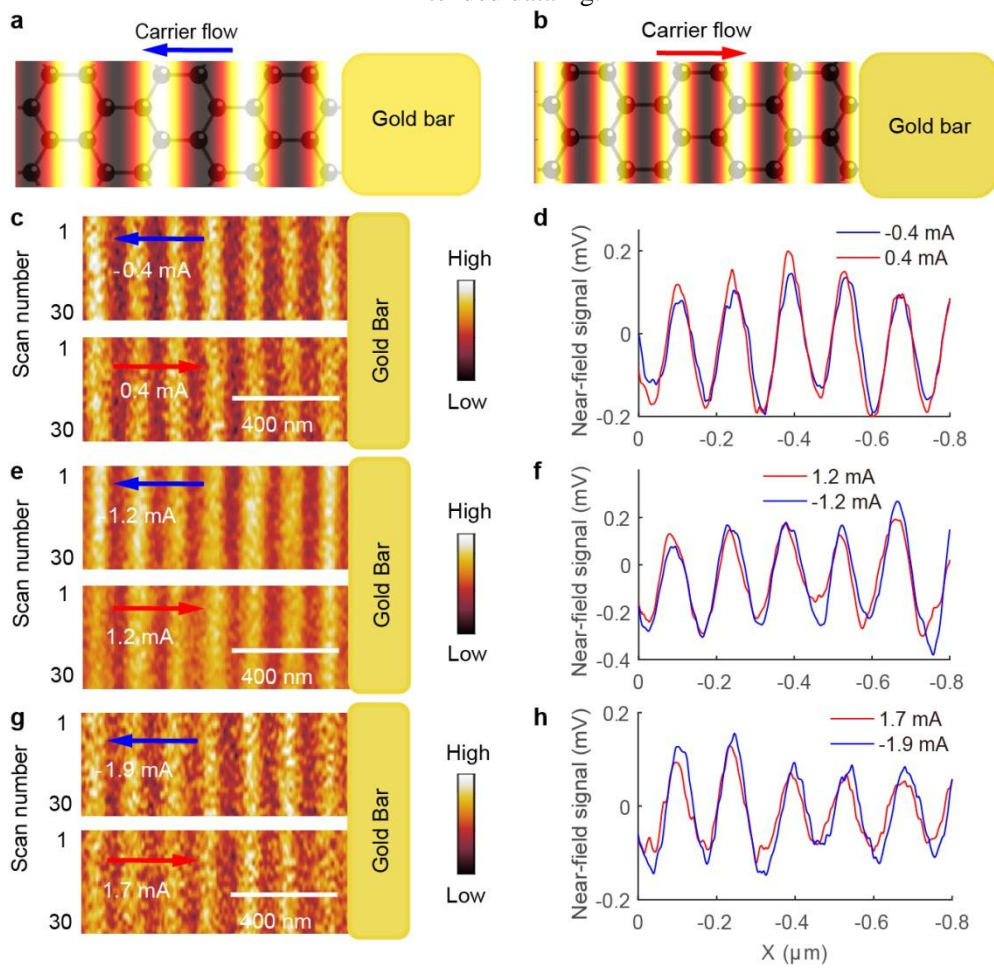 a
Carrier flow
Gold bar
b
Carrier flow
Gold bar
c
Scan number
1
30
-0.4 mA
1
30
0.4 mA
400 nm
Gold Bar
High
Low
d
Near-field signal (mV)
0.2
0
-0.2
-0.4 mA
0.4 mA
0 -0.2 -0.4 -0.6 -0.8
e
Scan number
1
30
-1.2 mA
1
30
1.2 mA
400 nm
Gold Bar
High
Low
f
Near-field signal (mV)
0.2
0
-0.2
-0.4
1.2 mA
-1.2 mA
0 -0.2 -0.4 -0.6 -0.8
g
Scan number
1
30
-1.9 mA
1
30
1.7 mA
400 nm
Gold Bar
High
Low
h
Near-field signal (mV)
0.2
0
-0.2
1.7 mA
-1.9 mA
0 -0.2 -0.4 -0.6 -0.8
X (μm)